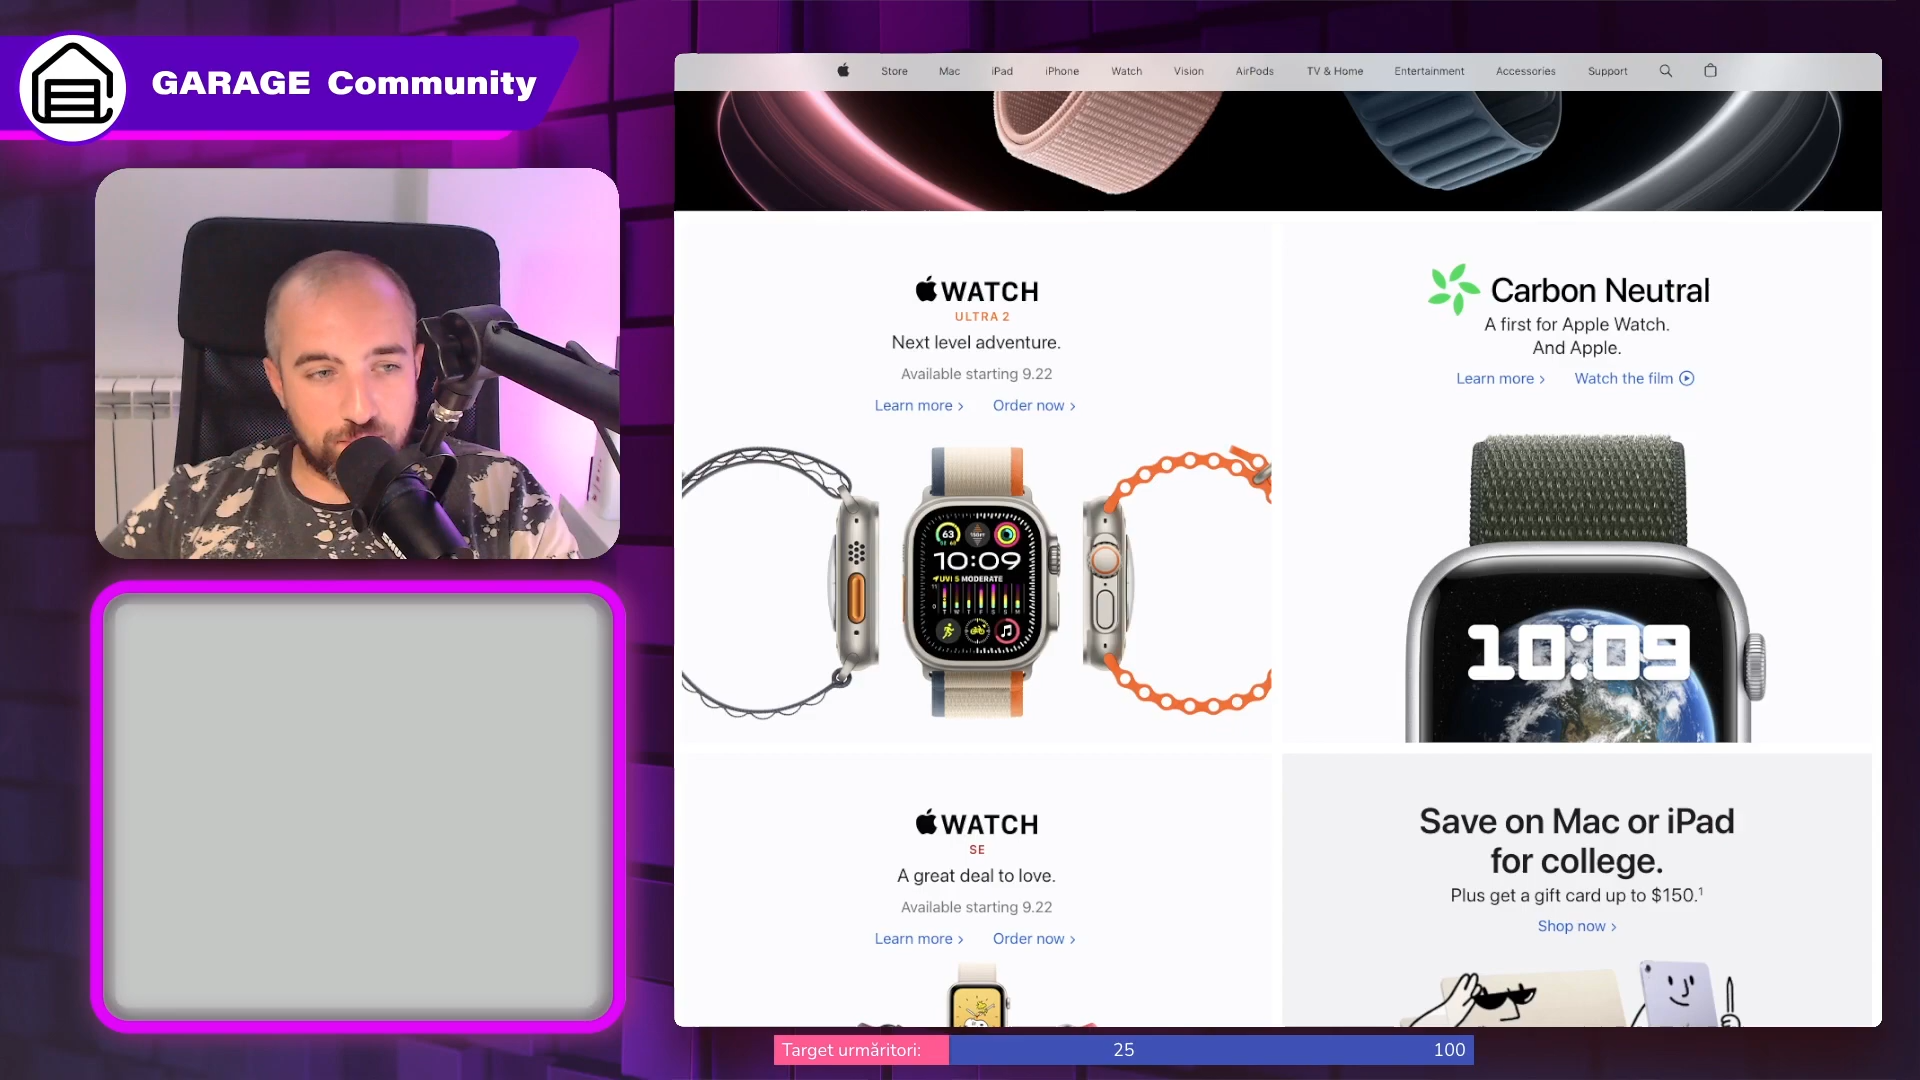 GARAGE Community
Store Mac iPad iPhone Watch Vision AirPods TV & Home Entertainment Accessories Support
WATCH
ULTRA 2
Next level adventure.
Available starting 9.22
Learn more > Order now >
63
10:09
UVI 5 MODERATE
Carbon Neutral
A first for Apple Watch.
And Apple.
Learn more > Watch the film
10:09
WATCH
SE
A great deal to love.
Available starting 9.22
Learn more > Order now >
Save on Mac or iPad
for college.
Plus get a gift card up to $150.¹
Shop now >
Target urmăritori: 25 100